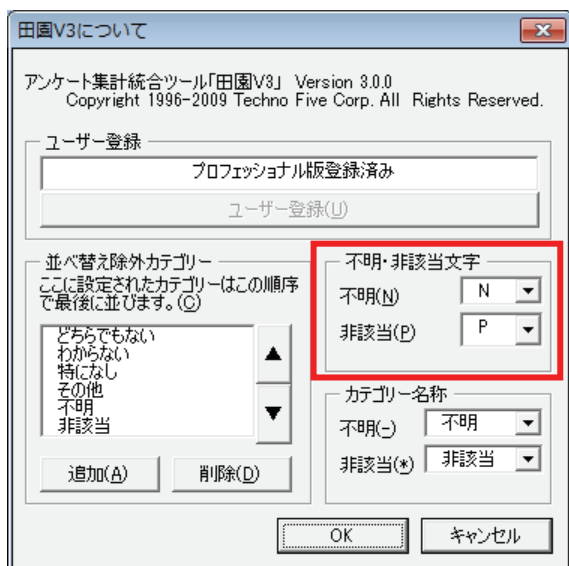 田園V3について
アンケート集計統合ツール「田園V3」 Version 3.0.0
Copyright 1996-2009 Techno Five Corp. All Rights Reserved.
ユーザー登録
プロフェッショナル版登録済み
ユーザー登録(U)
並べ替え除外カテゴリー
ここに設定されたカテゴリーはこの順序
で最後に並びます。(C)
どちらでもない
わからない
特になし
その他
不明
非該当
追加(A)
削除(D)
不明・非該当文字
不明(N) N
非該当(P) P
カテゴリー名称
不明(-) 不明
非該当(*) 非該当
OK
キャンセル